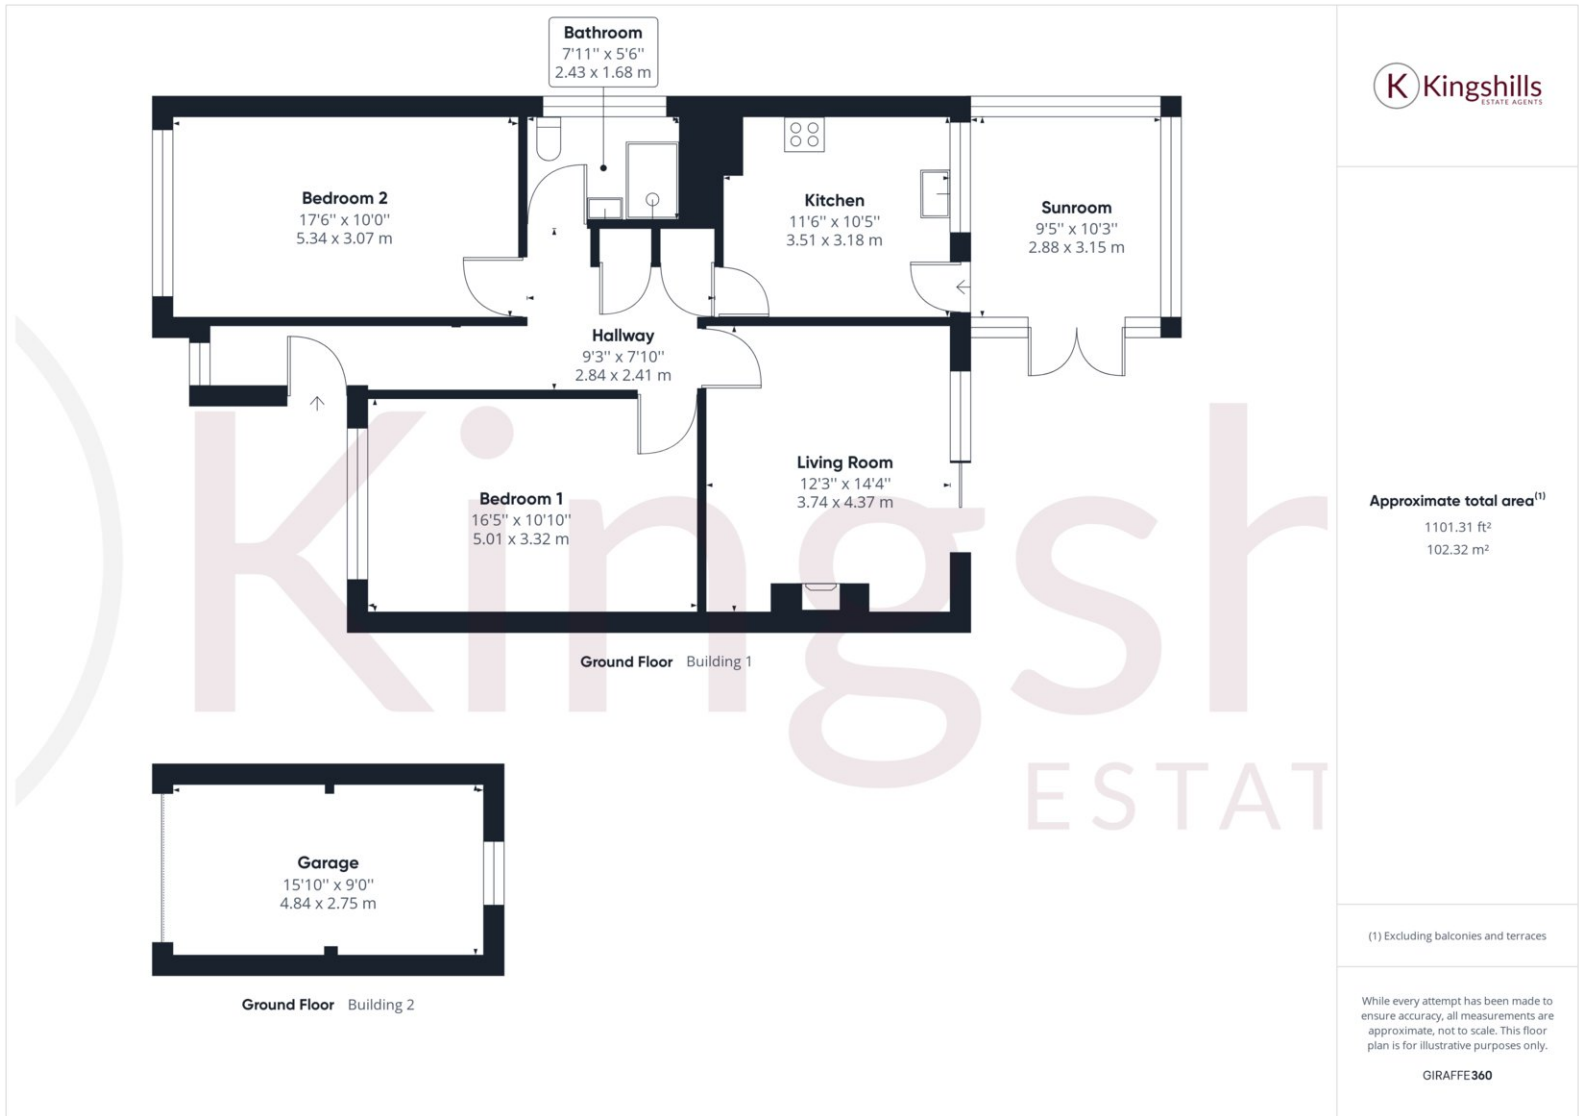 Bathroom
7'11'' x 5'6''
2.43 x 1.68 m
Bedroom 2
17'6'' x 10'0''
5.34 x 3.07 m
Kitchen
11'6'' x 10'5''
3.51 x 3.18 m
Sunroom
9'5'' x 10'3''
2.88 x 3.15 m
Hallway
9'3'' x 7'10''
2.84 x 2.41 m
Living Room
12'3'' x 14'4''
3.74 x 4.37 m
Bedroom 1
16'5'' x 10'10''
5.01 x 3.32 m
Ground Floor Building 1
Garage
15'10'' x 9'0''
4.84 x 2.75 m
Ground Floor Building 2
Kingsh
ESTAT
K Kingshills
ESTATE AGENTS
Approximate total area(1)
1101.31 ft²
102.32 m²
(1) Excluding balconies and terraces
While every attempt has been made to
ensure accuracy, all measurements are
approximate, not to scale. This floor
plan is for illustrative purposes only.
GIRAFFE360